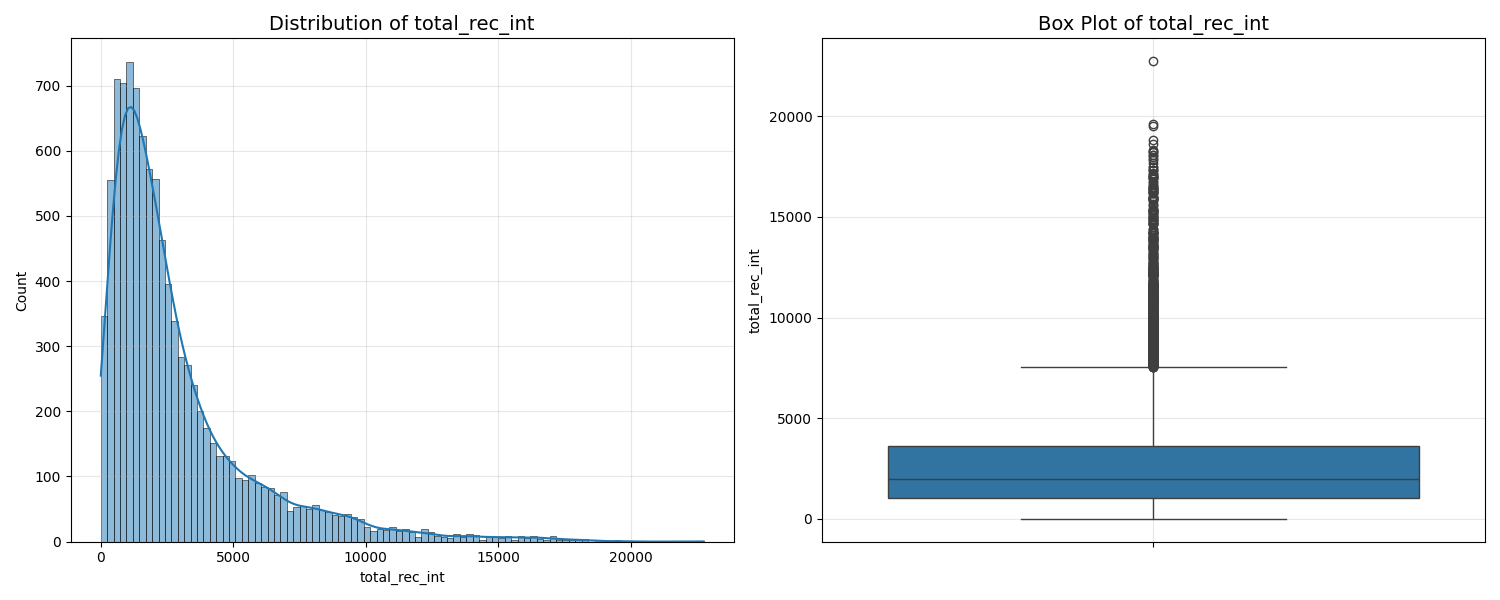 Distribution of total_rec_int
Count
700
600
500
400
300
200
100
0
0 5000 10000 15000 20000
total_rec_int
Box Plot of total_rec_int
total_rec_int
20000
15000
10000
5000
0